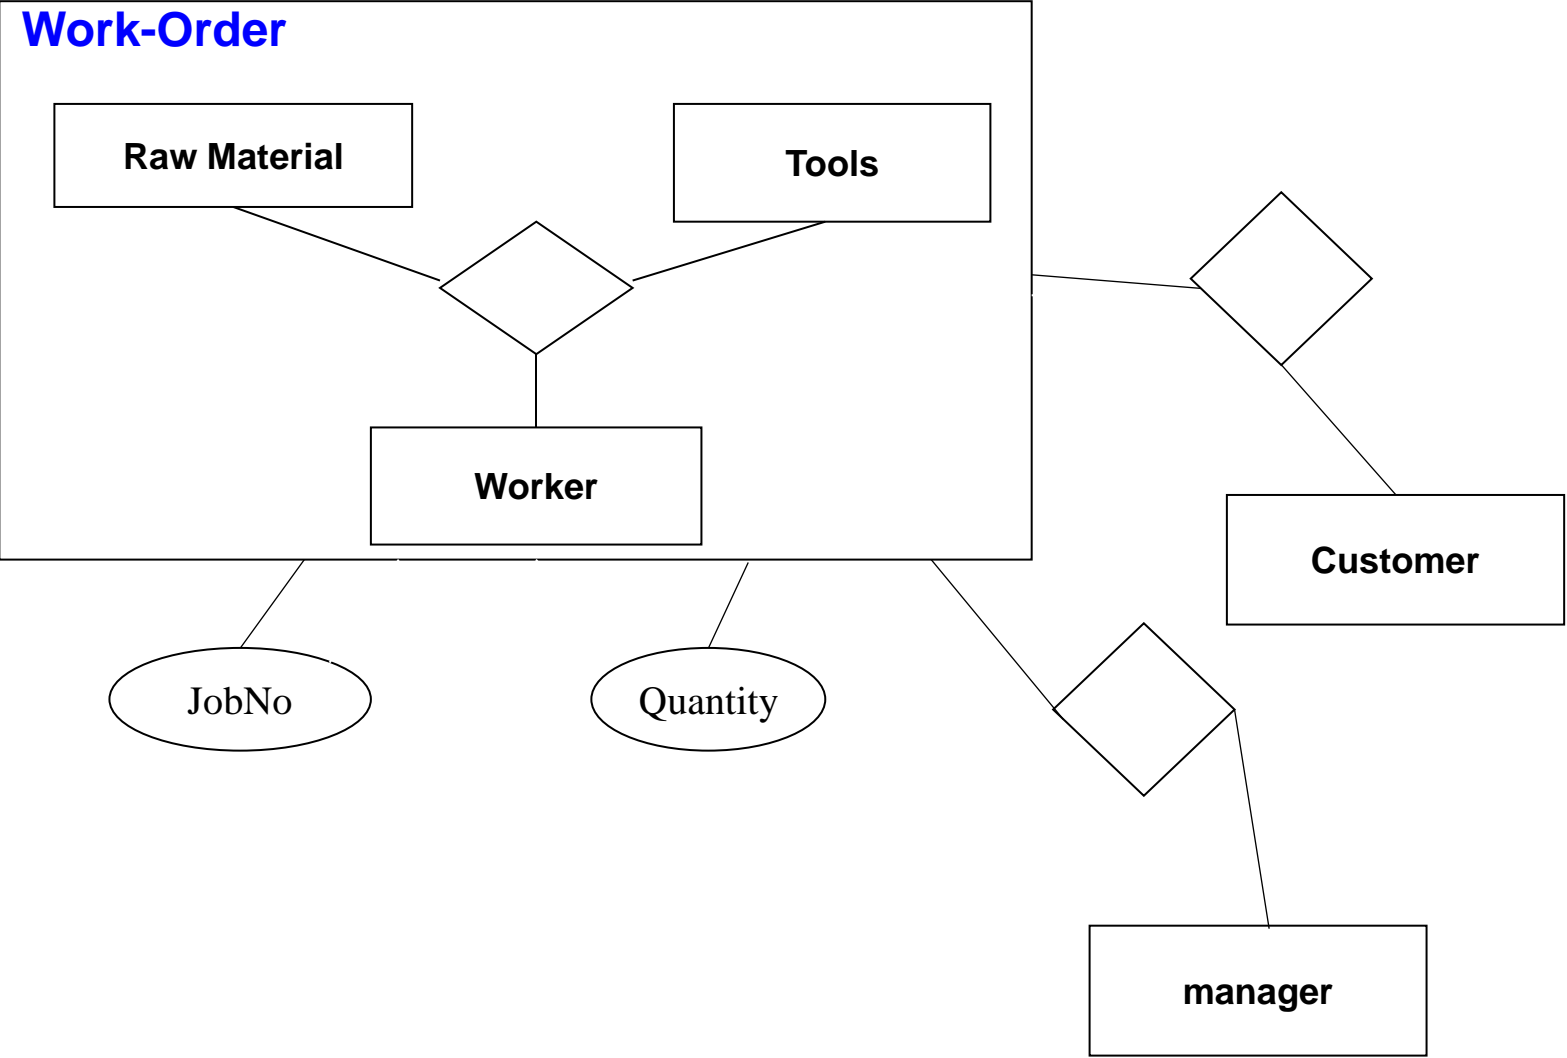 Work-Order
Raw Material
Tools
Worker
Customer
JobNo
Quantity
manager